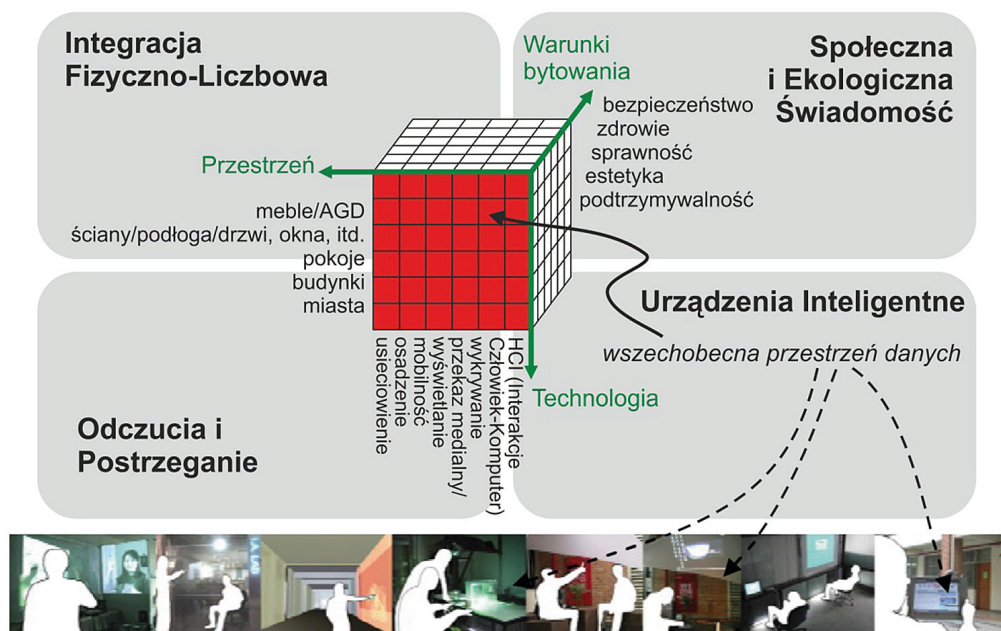 Integracja
Fizyczno-Liczbowa
Warunki
bytowania
Społeczna
i Ekologiczna
Świadomość
bezpieczeństwo
zdrowie
sprawność
estetyka
podtrzymywalność
Przestrzeń
meble/AGD
ściany/podłoga/drzwi, okna, itd.
pokoje
budynki
miasta
Urządzenia Inteligentne
wszechobecna przestrzeń danych
Technologia
usieciowienie
osadzenie
mobilność
wyświetlanie
przekaz medialny/
wykrywanie
Człowiek-Komputer)
HCI (Interakcje
Odczucia i
Postrzeganie